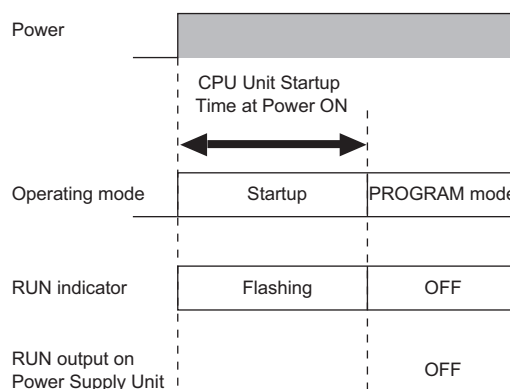 Power
CPU Unit Startup
Time at Power ON
Operating mode
Startup
PROGRAM mode
RUN indicator
Flashing
OFF
RUN output on
Power Supply Unit
OFF